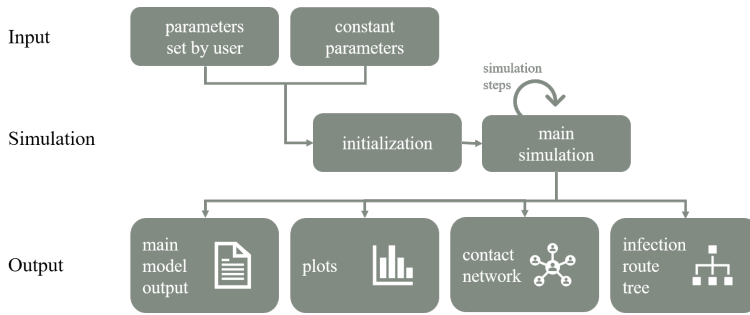 Input
parameters
set by user
constant
parameters
simulation
steps
Simulation
initialization
main
simulation
Output
main
model
output
plots
contact
network
infection
route
tree